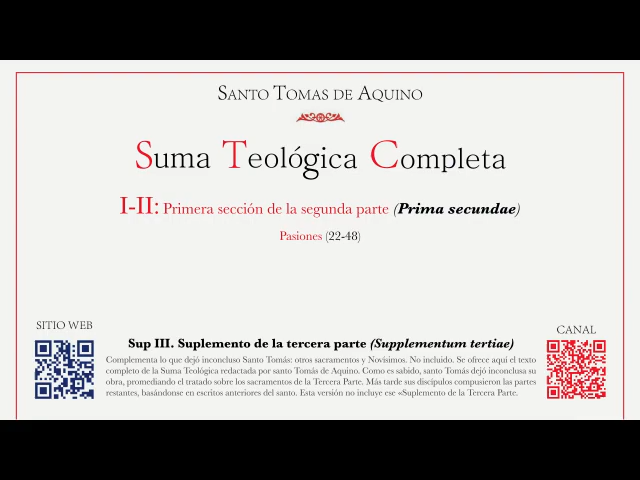 SANTO TOMAS DE AQUINO
Suma Teológica Completa
I-II: Primera sección de la segunda parte (Prima secundae)
Pasiones (22-48)
SITIO WEB
CANAL
Sup III. Suplemento de la tercera parte (Supplementum tertiae)
Complementa lo que dejó inconcluso Santo Tomás: otros sacramentos y Novísimos. No incluido. Se ofrece aquí el texto
completo de la Suma Teológica redactada por santo Tomás de Aquino. Como es sabido, santo Tomás dejó inconclusa su
obra, promediando el tratado sobre los sacramentos de la Tercera Parte. Más tarde sus discípulos compusieron las partes
restantes, basándonse en escritos anteriores del santo. Esta versión no incluye ese «Suplemento de la Tercera Parte.